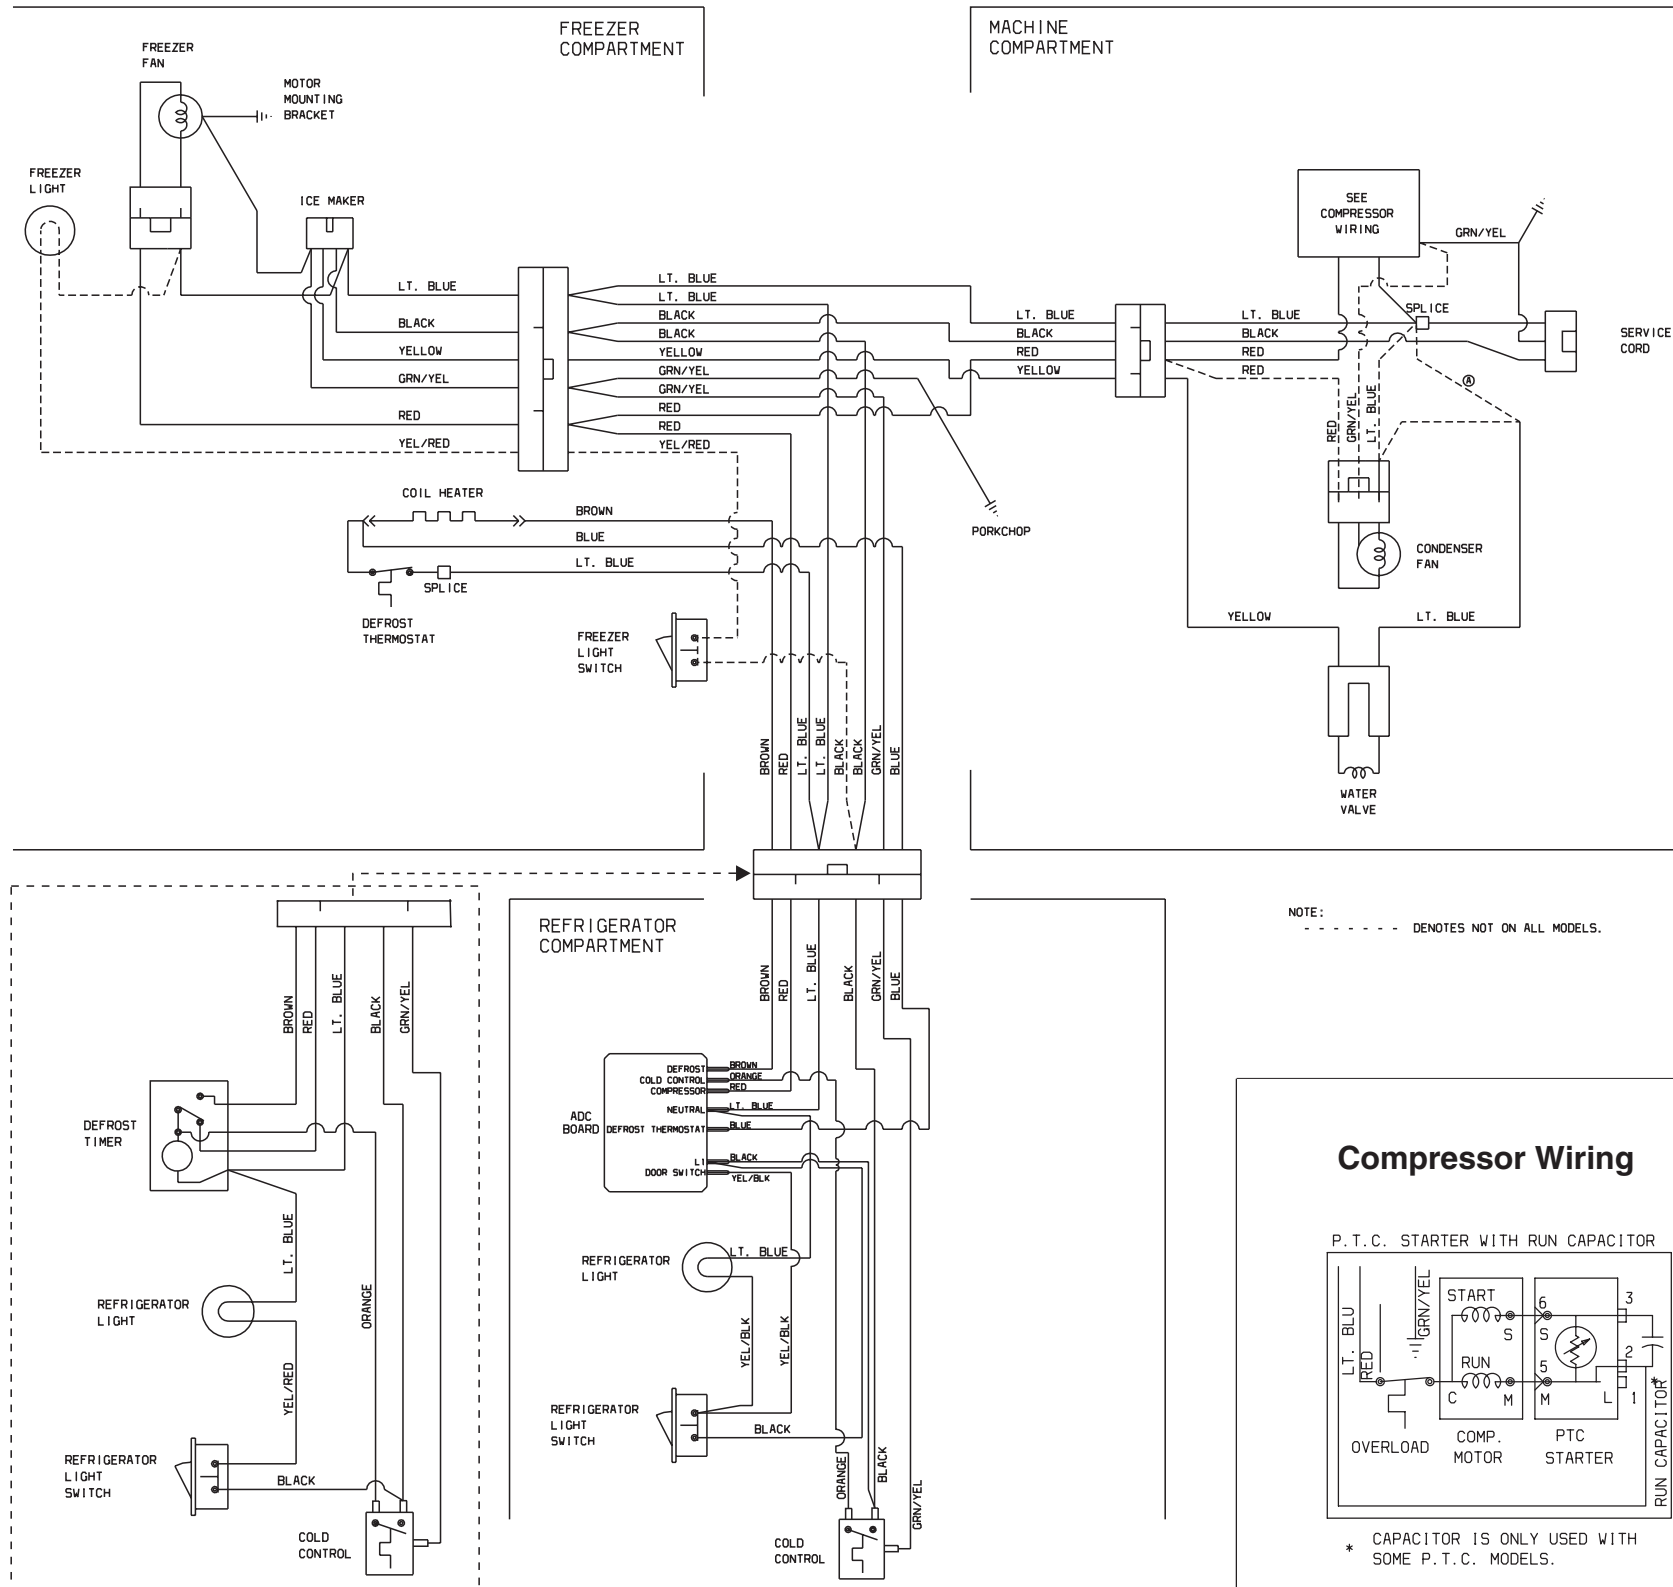 FREEZER
COMPARTMENT
MACHINE
COMPARTMENT
FREEZER
FAN
MOTOR
MOUNTING
BRACKET
FREEZER
LIGHT
ICE MAKER
LT. BLUE
BLACK
YELLOW
GRN/YEL
RED
YEL/RED
LT. BLUE
LT. BLUE
BLACK
BLACK
YELLOW
GRN/YEL
GRN/YEL
RED
RED
YEL/RED
LT. BLUE
BLACK
RED
YELLOW
LT. BLUE
BLACK
RED
RED
SEE
COMPRESSOR
WIRING
GRN/YEL
SPLICE
SERVICE
CORD
A
RED
GRN/YEL
LT. BLUE
CONDENSER
FAN
YELLOW
LT. BLUE
WATER
VALVE
PORKCHOP
COIL HEATER
BROWN
BLUE
LT. BLUE
SPLICE
DEFROST
THERMOSTAT
FREEZER
LIGHT
SWITCH
BROWN
RED
LT. BLUE
LT. BLUE
BLACK
BLACK
GRN/YEL
BLUE
NOTE:
- - - - - - - DENOTES NOT ON ALL MODELS.
BROWN
RED
LT. BLUE
BLACK
GRN/YEL
DEFROST
TIMER
LT. BLUE
ORANGE
REFRIGERATOR
LIGHT
YEL/RED
REFRIGERATOR
LIGHT
SWITCH
BLACK
COLD
CONTROL
REFRIGERATOR
COMPARTMENT
BROWN
RED
LT. BLUE
BLACK
GRN/YEL
BLUE
ADC
BOARD
DEFROST
COLD CONTROL
COMPRESSOR
NEUTRAL
DEFROST THERMOSTAT
L1
DOOR SWITCH
BROWN
ORANGE
RED
LT. BLUE
BLUE
BLACK
YEL/BLK
REFRIGERATOR
LIGHT
LT. BLUE
YEL/BLK
YEL/BLK
REFRIGERATOR
LIGHT
SWITCH
BLACK
ORANGE
BLACK
GRN/YEL
COLD
CONTROL
Compressor Wiring
P.T.C. STARTER WITH RUN CAPACITOR
LT. BLU
RED
GRN/YEL
START
S
RUN
C
M
6
S
5
M
3
2
L
1
*
OVERLOAD
COMP.
MOTOR
PTC
STARTER
RUN CAPACITOR
* CAPACITOR IS ONLY USED WITH
SOME P.T.C. MODELS.